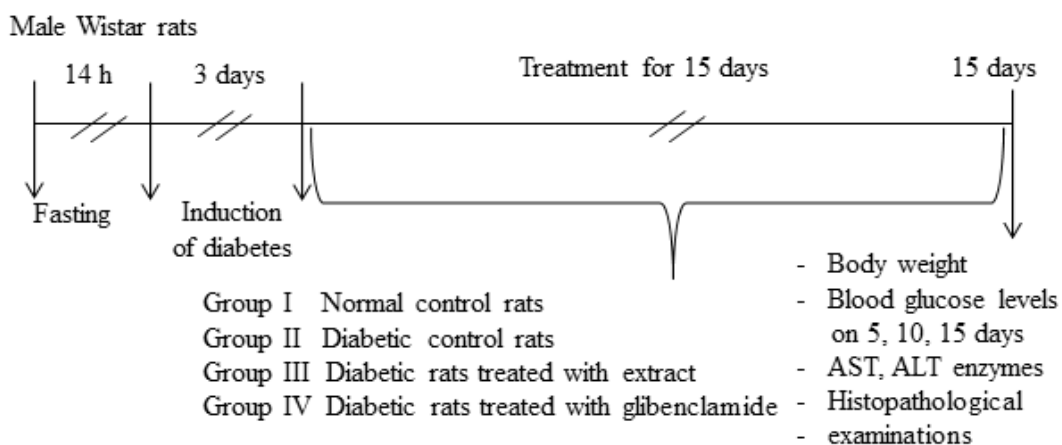 Male Wistar rats
14 h
3 days
Treatment for 15 days
15 days
Fasting
Induction
of diabetes
Group I Normal control rats
Group II Diabetic control rats
Group III Diabetic rats treated with extract
Group IV Diabetic rats treated with glibenclamide
- Body weight
- Blood glucose levels
on 5, 10, 15 days
- AST, ALT enzymes
- Histopathological
- examinations